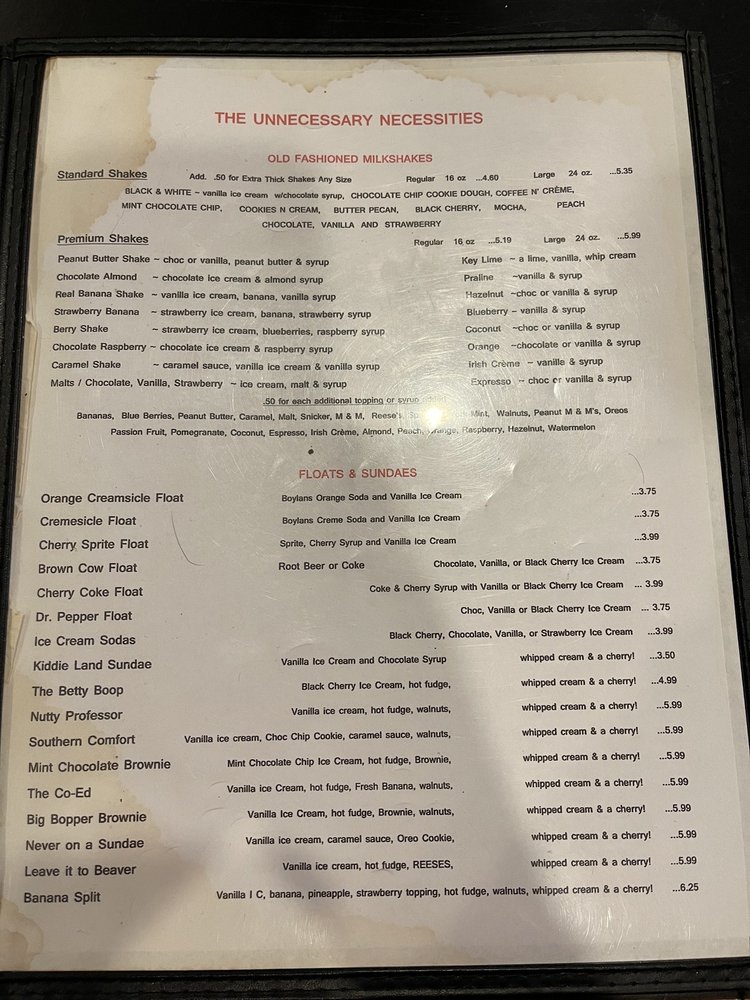 THE UNNECESSARY NECESSITIES
OLD FASHIONED MILKSHAKES
Standard Shakes Add. .50 for Extra Thick Shakes Any Size Regular 16 oz ...4.60 Large 24 oz. ...5.35
BLACK & WHITE ~ vanilla ice cream w/chocolate syrup, CHOCOLATE CHIP COOKIE DOUGH, COFFEE N' CRÈME,
MINT CHOCOLATE CHIP, COOKIES N CREAM, BUTTER PECAN, BLACK CHERRY, MOCHA, PEACH
CHOCOLATE, VANILLA AND STRAWBERRY
Premium Shakes Regular 16 oz ...5.19 Large 24 oz. ...5.99
Peanut Butter Shake ~ choc or vanilla, peanut butter & syrup Key Lime ~ a lime, vanilla, whip cream
Chocolate Almond ~ chocolate ice cream & almond syrup Praline ~vanilla & syrup
Real Banana Shake ~ vanilla ice cream, banana, vanilla syrup Hazelnut ~choc or vanilla & syrup
Strawberry Banana ~ strawberry ice cream, banana, strawberry syrup Blueberry – vanilla & syrup
Berry Shake ~ strawberry ice cream, blueberries, raspberry syrup Coconut ~choc or vanilla & syrup
Chocolate Raspberry ~ chocolate ice cream & raspberry syrup Orange ~chocolate or vanilla & syrup
Caramel Shake ~ caramel sauce, vanilla ice cream & vanilla syrup Irish Crème ~ vanilla & syrup
Malts / Chocolate, Vanilla, Strawberry ~ ice cream, malt & syrup Expresso ~ choc or vanilla & syrup
.50 for each additional topping or syrup added
Bananas, Blue Berries, Peanut Butter, Caramel, Malt, Snicker, M & M, Reese's, Mint, Walnuts, Peanut M & M's, Oreos
Passion Fruit, Pomegranate, Coconut, Espresso, Irish Crème, Almond, Peach, Orange, Raspberry, Hazelnut, Watermelon
FLOATS & SUNDAES
Orange Creamsicle Float Boylans Orange Soda and Vanilla Ice Cream ...3.75
Cremesicle Float Boylans Creme Soda and Vanilla Ice Cream ...3.75
Cherry Sprite Float Sprite, Cherry Syrup and Vanilla Ice Cream ...3.99
Brown Cow Float Root Beer or Coke Chocolate, Vanilla, or Black Cherry Ice Cream ...3.75
Cherry Coke Float Coke & Cherry Syrup with Vanilla or Black Cherry Ice Cream ... 3.99
Dr. Pepper Float Choc, Vanilla or Black Cherry Ice Cream ... 3.75
Ice Cream Sodas Black Cherry, Chocolate, Vanilla, or Strawberry Ice Cream ...3.99
Kiddie Land Sundae Vanilla Ice Cream and Chocolate Syrup whipped cream & a cherry! ...3.50
The Betty Boop Black Cherry Ice Cream, hot fudge, whipped cream & a cherry! ...4.99
Nutty Professor Vanilla ice cream, hot fudge, walnuts, whipped cream & a cherry! ...5.99
Southern Comfort Vanilla ice cream, Choc Chip Cookie, caramel sauce, walnuts, whipped cream & a cherry! ...5.99
Mint Chocolate Brownie Mint Chocolate Chip Ice Cream, hot fudge, Brownie, whipped cream & a cherry! ...5.99
The Co-Ed Vanilla ice Cream, hot fudge, Fresh Banana, walnuts, whipped cream & a cherry! ...5.99
Big Bopper Brownie Vanilla Ice Cream, hot fudge, Brownie, walnuts, whipped cream & a cherry! ...5.99
Never on a Sundae Vanilla ice cream, caramel sauce, Oreo Cookie, whipped cream & a cherry! ...5.99
Leave it to Beaver Vanilla ice cream, hot fudge, REESES, whipped cream & a cherry! ...5.99
Banana Split Vanilla I C, banana, pineapple, strawberry topping, hot fudge, walnuts, whipped cream & a cherry! ...6.25